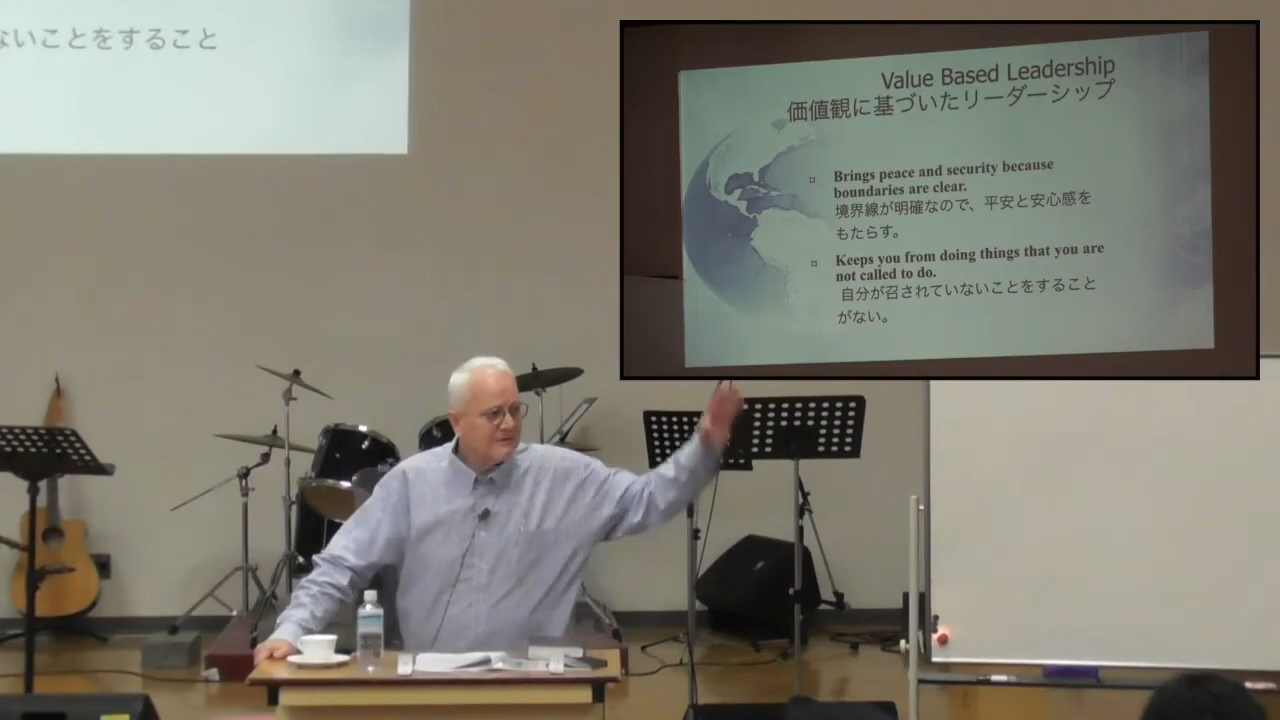 ないことをすること
Value Based Leadership
価値観に基づいたリーダーシップ
Brings peace and security because
boundaries are clear.
境界線が明確なので、平安と安心感を
もたらす。
Keeps you from doing things that you are
not called to do.
自分が召されていないことをすること
がない。